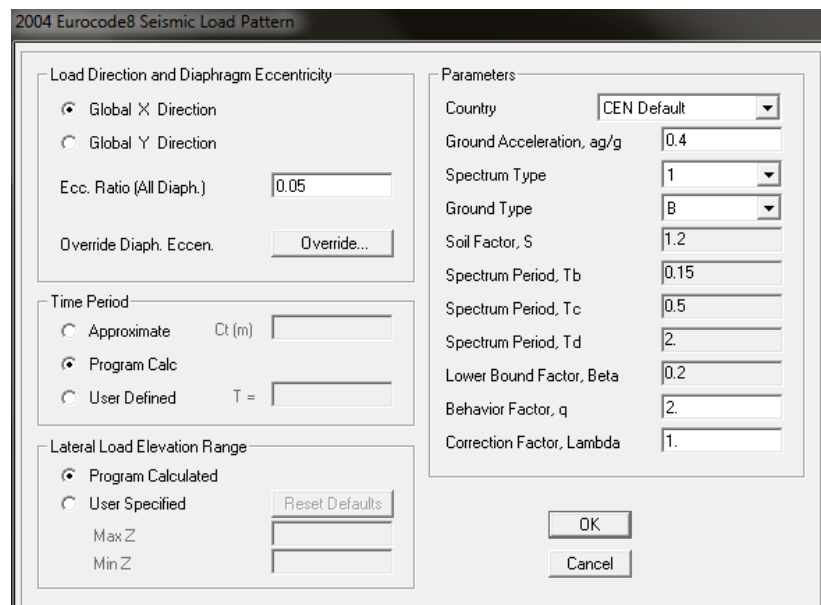 2004 Eurocode8 Seismic Load Pattern
Load Direction and Diaphragm Eccentricity
Global X Direction
Global Y Direction
Ecc. Ratio (All Diaph.) 0.05
Override Diaph. Eccen. Override...
Time Period
Approximate Ct (m)
Program Calc
User Defined T =
Lateral Load Elevation Range
Program Calculated
User Specified Reset Defaults
Max Z
Min Z
Parameters
Country CEN Default
Ground Acceleration, ag/g 0.4
Spectrum Type 1
Ground Type B
Soil Factor, S 1.2
Spectrum Period, Tb 0.15
Spectrum Period, Tc 0.5
Spectrum Period, Td 2.
Lower Bound Factor, Beta 0.2
Behavior Factor, q 2.
Correction Factor, Lambda 1.
OK
Cancel